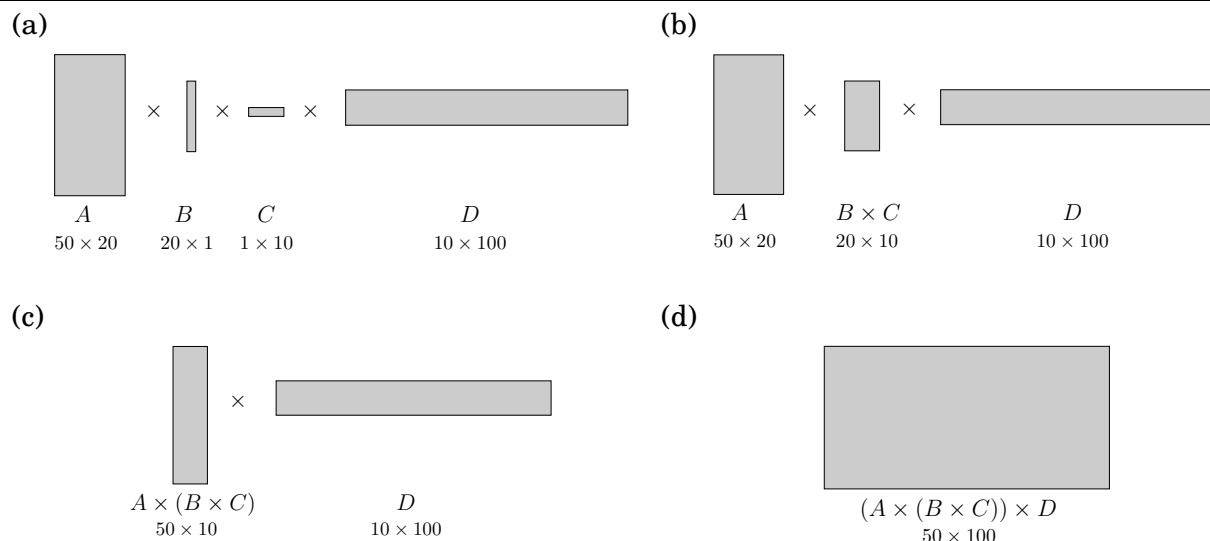 (a)
× × ×
A B C D
50 × 20 20 × 1 1 × 10 10 × 100
(b)
× ×
A B × C D
50 × 20 20 × 10 10 × 100
(c)
×
A × (B × C) D
50 × 10 10 × 100
(d)
(A × (B × C)) × D
50 × 100